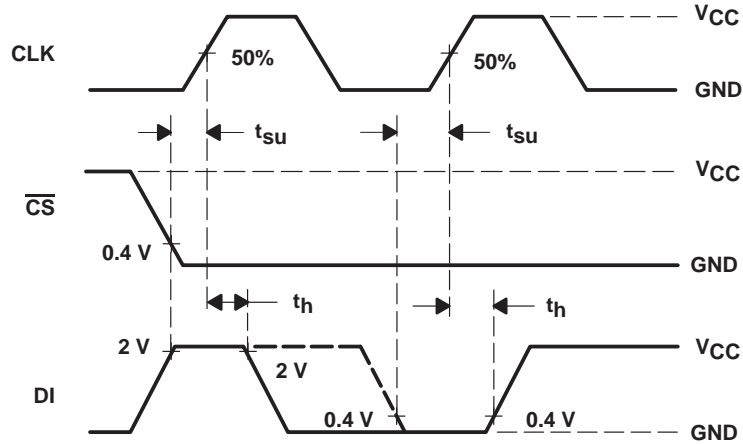 V_CC
CLK
50%
50%
GND
t_su
t_su
V_CC
C̅S̅
0.4 V
GND
t_h
t_h
2 V
V_CC
2 V
DI
0.4 V
0.4 V
GND